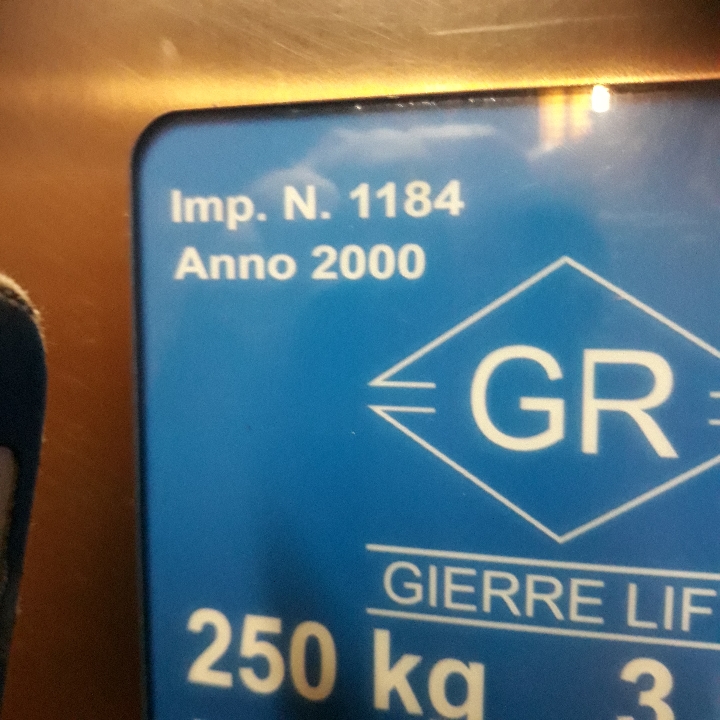 Imp. N. 1184
Anno 2000
GR
GIERRE LIF
250 kg 3